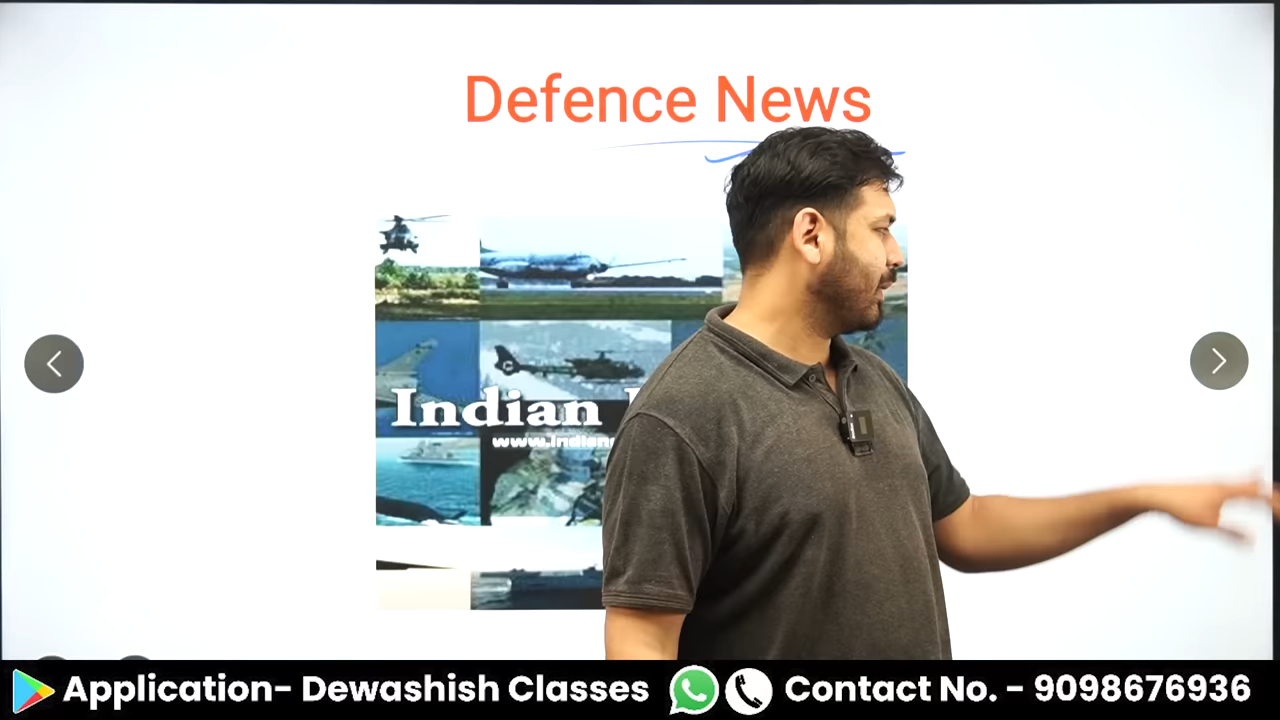 Defence News
Indian
Application- Dewashish Classes Contact No. - 9098676936